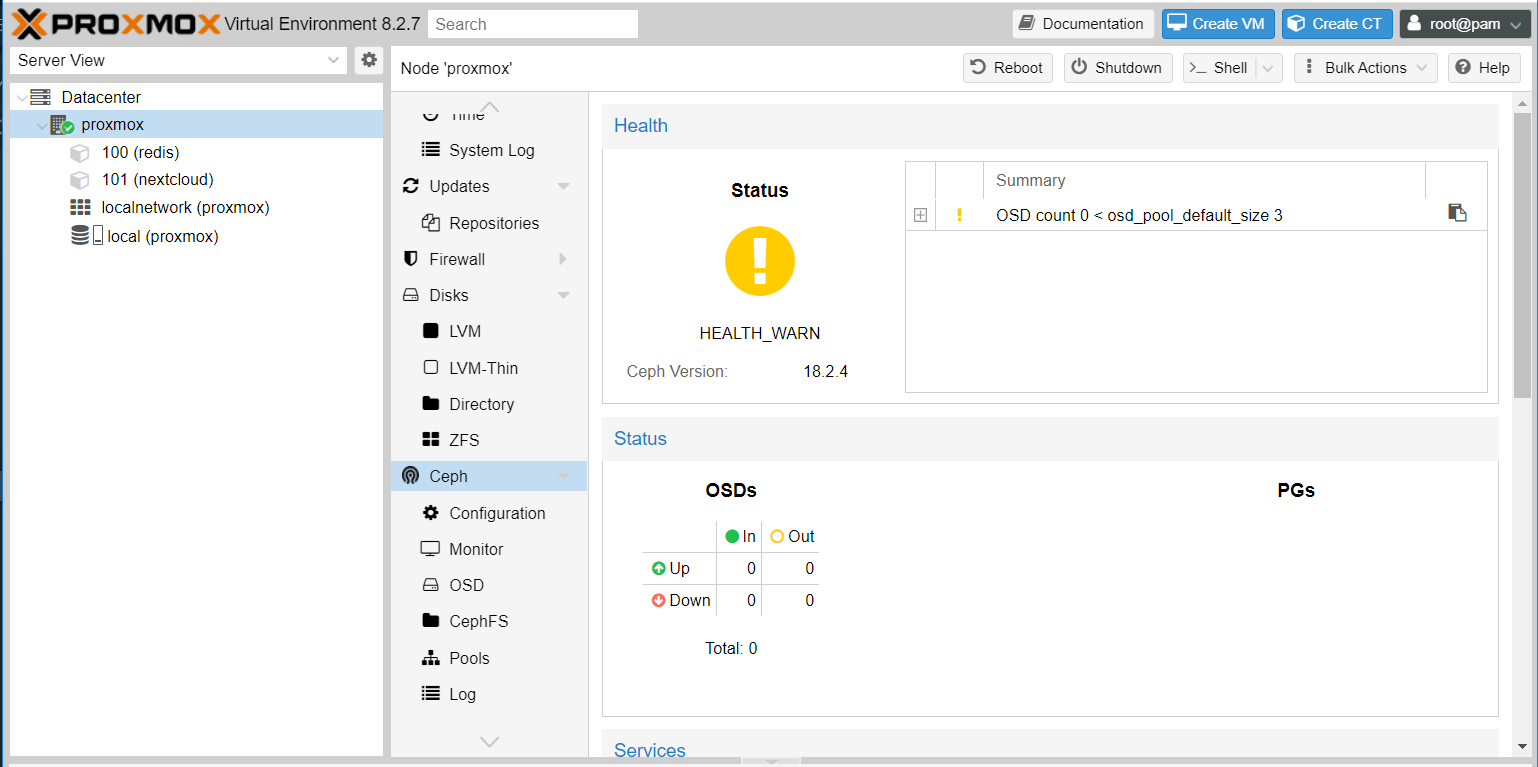 PROXMOX Virtual Environment 8.2.7 Search Documentation Create VM Create CT root@pam
Server View
Node 'proxmox' Reboot Shutdown >_ Shell Bulk Actions Help
Datacenter
proxmox
100 (redis)
101 (nextcloud)
localnetwork (proxmox)
local (proxmox)
Time
System Log
Updates
Repositories
Firewall
Disks
LVM
LVM-Thin
Directory
ZFS
Ceph
Configuration
Monitor
OSD
CephFS
Pools
Log
Health
Status
HEALTH_WARN
Ceph Version: 18.2.4
Summary
OSD count 0 < osd_pool_default_size 3
Status
OSDs
In Out
Up 0 0
Down 0 0
Total: 0
PGs
Services